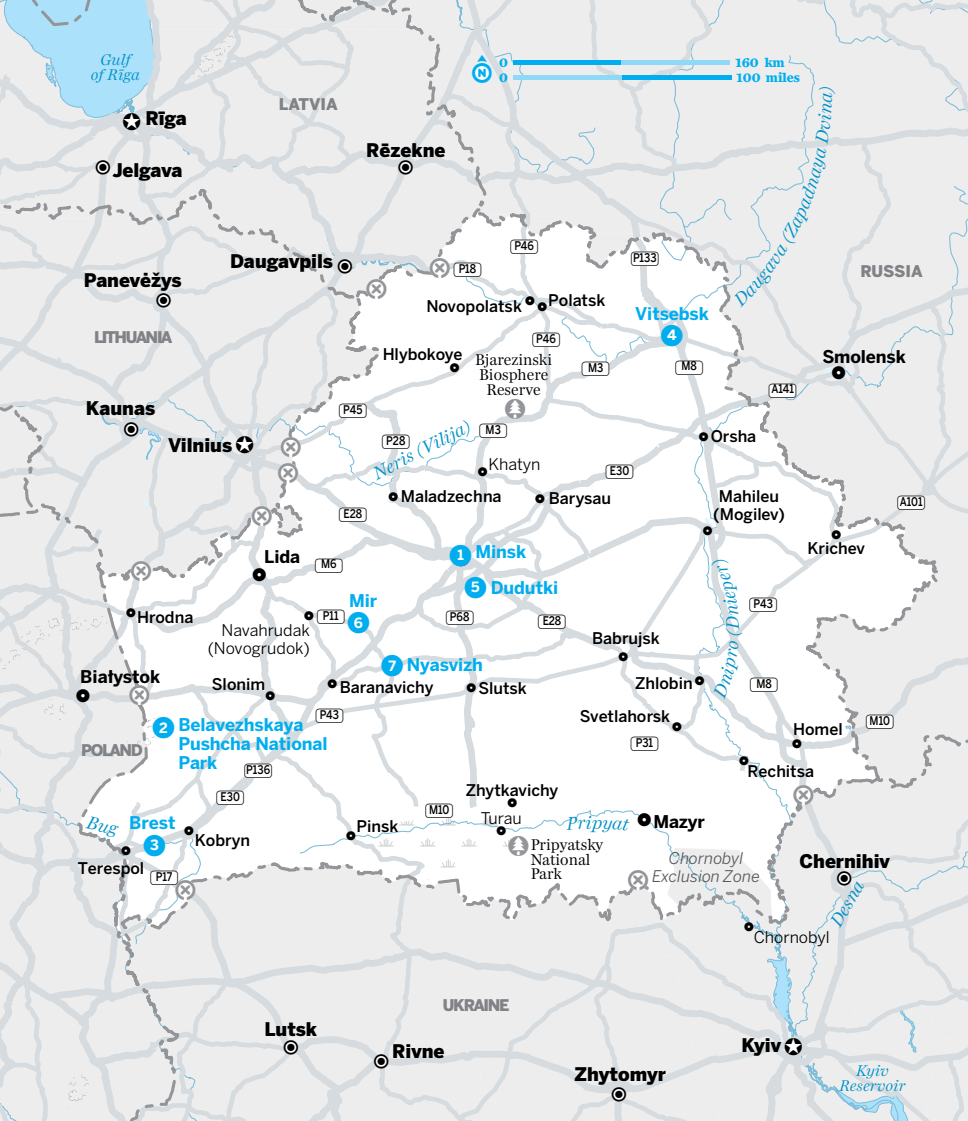 Gulf
of Rīga
0
160 km
N
0
100 miles
LATVIA
Rīga
Rēzekne
Jelgava
Daugava (Zapadnaya Dvina)
P46
P133
Daugavpils
P18
RUSSIA
Panevėžys
Novopolatsk
Polatsk
Vitsebsk
4
LITHUANIA
P46
Hlybokoye
Bjarezinski
Biosphere
Reserve
M3
M8
Smolensk
A141
Kaunas
P45
Vilnius
P28
M3
Orsha
Neris (Vilija)
Khatyn
E30
Maladzechna
Barysau
Mahileu
(Mogilev)
A101
E28
Krichev
Lida
1
Minsk
M6
5
Dudutki
Hrodna
Mir
6
P11
Navahrudak
(Novogrudok)
P68
E28
P43
Dnipro (Dnieper)
Babrujsk
7
Nyasvizh
Białystok
Slonim
Baranavichy
Slutsk
Zhlobin
M8
P43
Svetlahorsk
M10
2
Belavezhskaya
Pushcha National
Park
Homel
POLAND
P31
P136
Rechitsa
E30
Zhytkavichy
M10
Turau
Bug
Brest
3
Kobryn
Pinsk
Pripyat
Mazyr
Pripyatsky
National
Park
Terespol
P17
Chornobyl
Exclusion Zone
Chernihiv
Desna
Chornobyl
UKRAINE
Lutsk
Rivne
Kyiv
Zhytomyr
Kyiv
Reservoir